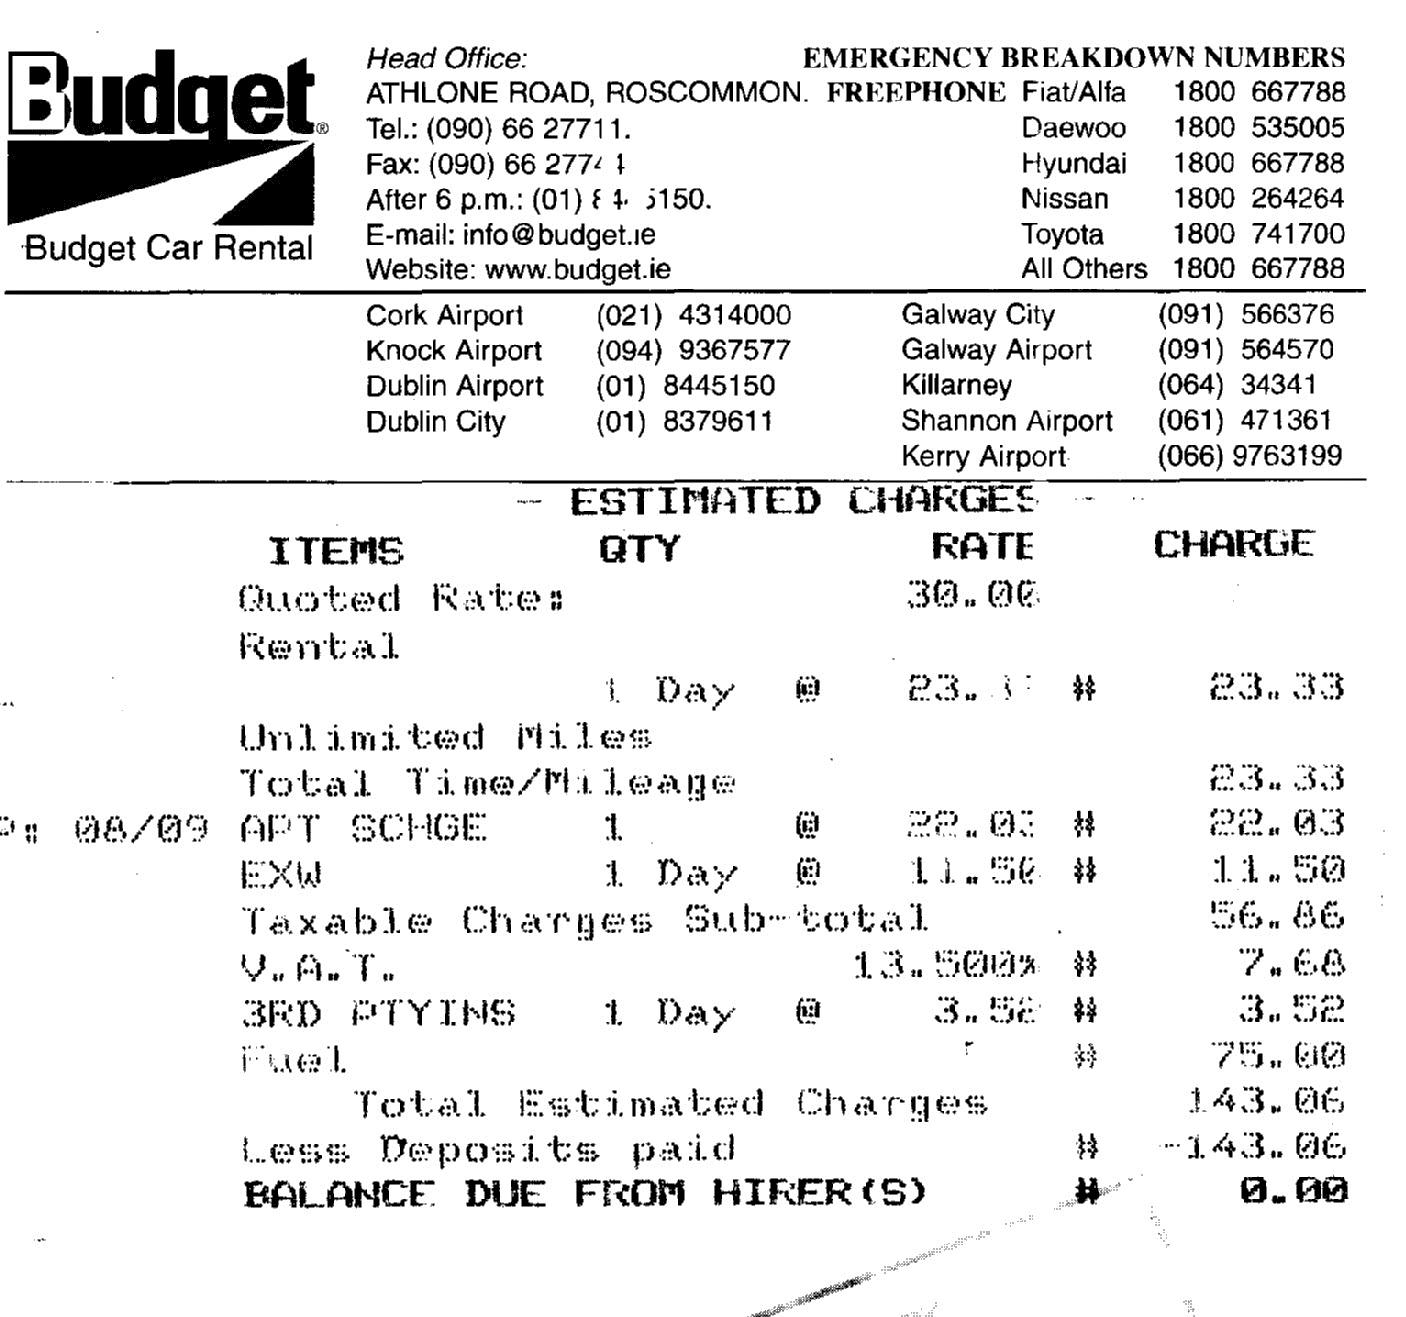 Budget®
Budget Car Rental
Head Office:
ATHLONE ROAD, ROSCOMMON.
Tel.: (090) 66 27711.
Fax: (090) 66
After 6 p.m.: (01)
E-mail: info@budget.ie
Website: www.budget.ie
EMERGENCY BREAKDOWN NUMBERS
FREEPHONE Fiat/Alfa 1800 667788
Daewoo 1800 535005
Hyundai 1800 667788
Nissan 1800 264264
Toyota 1800 741700
All Others 1800 667788
Cork Airport (021) 4314000
Knock Airport (094) 9367577
Dublin Airport (01) 8445150
Dublin City (01) 8379611
Galway City (091) 566376
Galway Airport (091) 564570
Killarney (064) 34341
Shannon Airport (061) 471361
Kerry Airport (066) 9763199
- ESTIMATED CHARGES -
ITEMS QTY RATE CHARGE
Quoted Rate: 30.00
Rental
1 Day @ # 23.33
Unlimited Miles
Total Time/Mileage 23.33
08/09 APT SCHGE 1 @ 22.03 # 22.03
EXW 1 Day @ 11.50 # 11.50
Taxable Charges Sub-total 56.86
V.A.T. 13.500% # 7.68
3RD PTYINS 1 Day @ 3.52 # 3.52
Fuel # 75.00
Total Estimated Charges 143.06
Less Deposits paid # -143.06
BALANCE DUE FROM HIRER(S) # 0.00